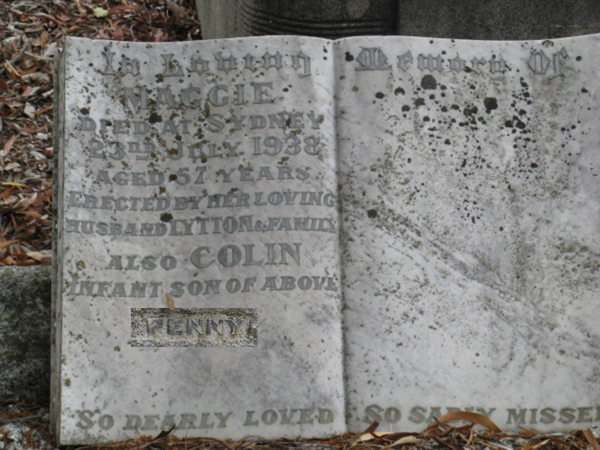 In Loving Memory Of
MAGGIE
DIED AT SYDNEY
23RD JULY 1938
AGED 57 YEARS
ERECTED BY HER LOVING
HUSBAND LYTTON & FAMILY
ALSO COLIN
INFANT SON OF ABOVE
PENNY
SO DEARLY LOVED SO SADLY MISSED